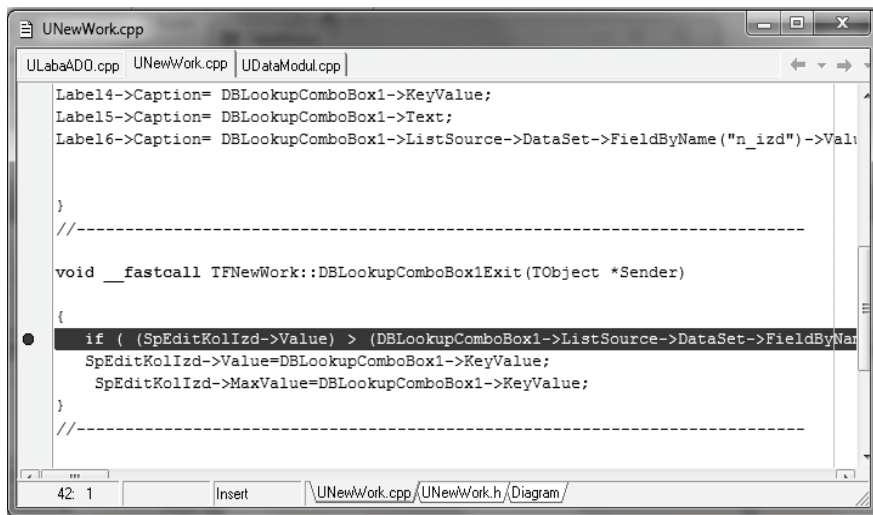 UNewWork.cpp
ULabaADO.cpp UNewWork.cpp UDataModul.cpp
Label4->Caption= DBLookupComboBox1->KeyValue;
Label5->Caption= DBLookupComboBox1->Text;
Label6->Caption= DBLookupComboBox1->ListSource->DataSet->FieldByName("n_izd")->Valu
}
//---------------------------------------------------------------------------
void __fastcall TFNewWork::DBLookupComboBox1Exit(TObject *Sender)
{
if ( (SpEditKolIzd->Value) > (DBLookupComboBox1->ListSource->DataSet->FieldByNam
SpEditKolIzd->Value=DBLookupComboBox1->KeyValue;
SpEditKolIzd->MaxValue=DBLookupComboBox1->KeyValue;
}
//---------------------------------------------------------------------------
42: 1 Insert \UNewWork.cpp/UNewWork.h/Diagram/